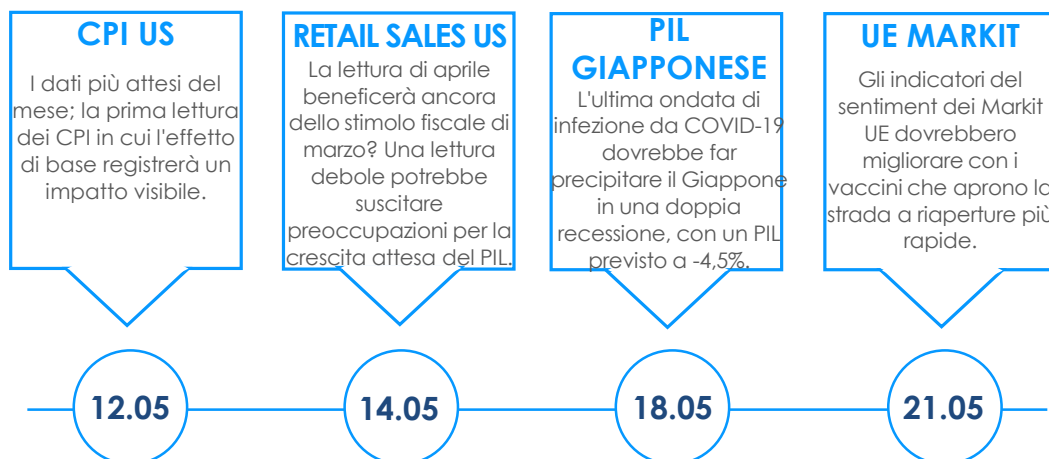 CPI US
I dati più attesi del
mese; la prima lettura
dei CPI in cui l'effetto
di base registrerà un
impatto visibile.
RETAIL SALES US
La lettura di aprile
beneficerà ancora
dello stimolo fiscale di
marzo? Una lettura
debole potrebbe
suscitare
preoccupazioni per la
crescita attesa del PIL.
PIL
GIAPPONESE
L'ultima ondata di
infezione da COVID-19
dovrebbe far
precipitare il Giappone
in una doppia
recessione, con un PIL
previsto a -4,5%.
UE MARKIT
Gli indicatori del
sentiment dei Markit
UE dovrebbero
migliorare con i
vaccini che aprono la
strada a riaperture più
rapide.
12.05
14.05
18.05
21.05